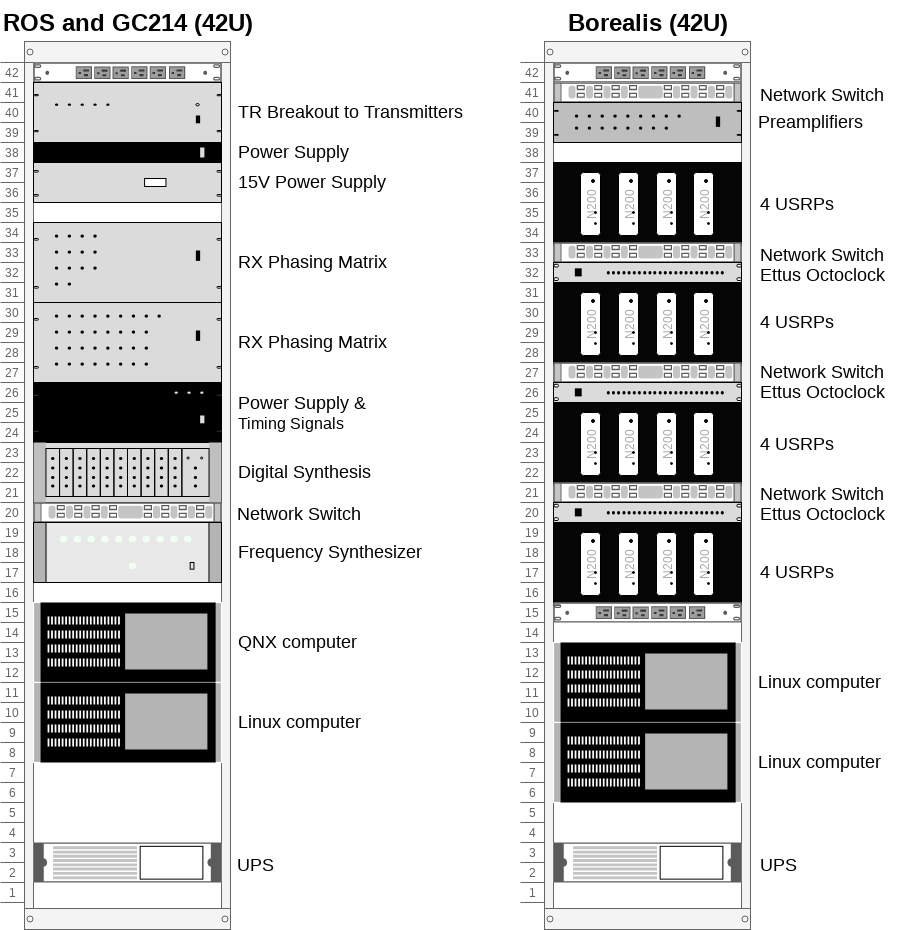 ROS and GC214 (42U)
42
41
40
39
38
37
36
35
34
33
32
31
30
29
28
27
26
25
24
23
22
21
20
19
18
17
16
15
14
13
12
11
10
9
8
7
6
5
4
3
2
1
TR Breakout to Transmitters
Power Supply
15V Power Supply
RX Phasing Matrix
RX Phasing Matrix
Power Supply &
Timing Signals
Digital Synthesis
Network Switch
Frequency Synthesizer
QNX computer
Linux computer
UPS
Borealis (42U)
42
41
40
39
38
37
36
35
34
33
32
31
30
29
28
27
26
25
24
23
22
21
20
19
18
17
16
15
14
13
12
11
10
9
8
7
6
5
4
3
2
1
N200 N200 N200 N200
N200 N200 N200 N200
N200 N200 N200 N200
N200 N200 N200 N200
Network Switch
Preamplifiers
4 USRPs
Network Switch
Ettus Octoclock
4 USRPs
Network Switch
Ettus Octoclock
4 USRPs
Network Switch
Ettus Octoclock
4 USRPs
Linux computer
Linux computer
UPS